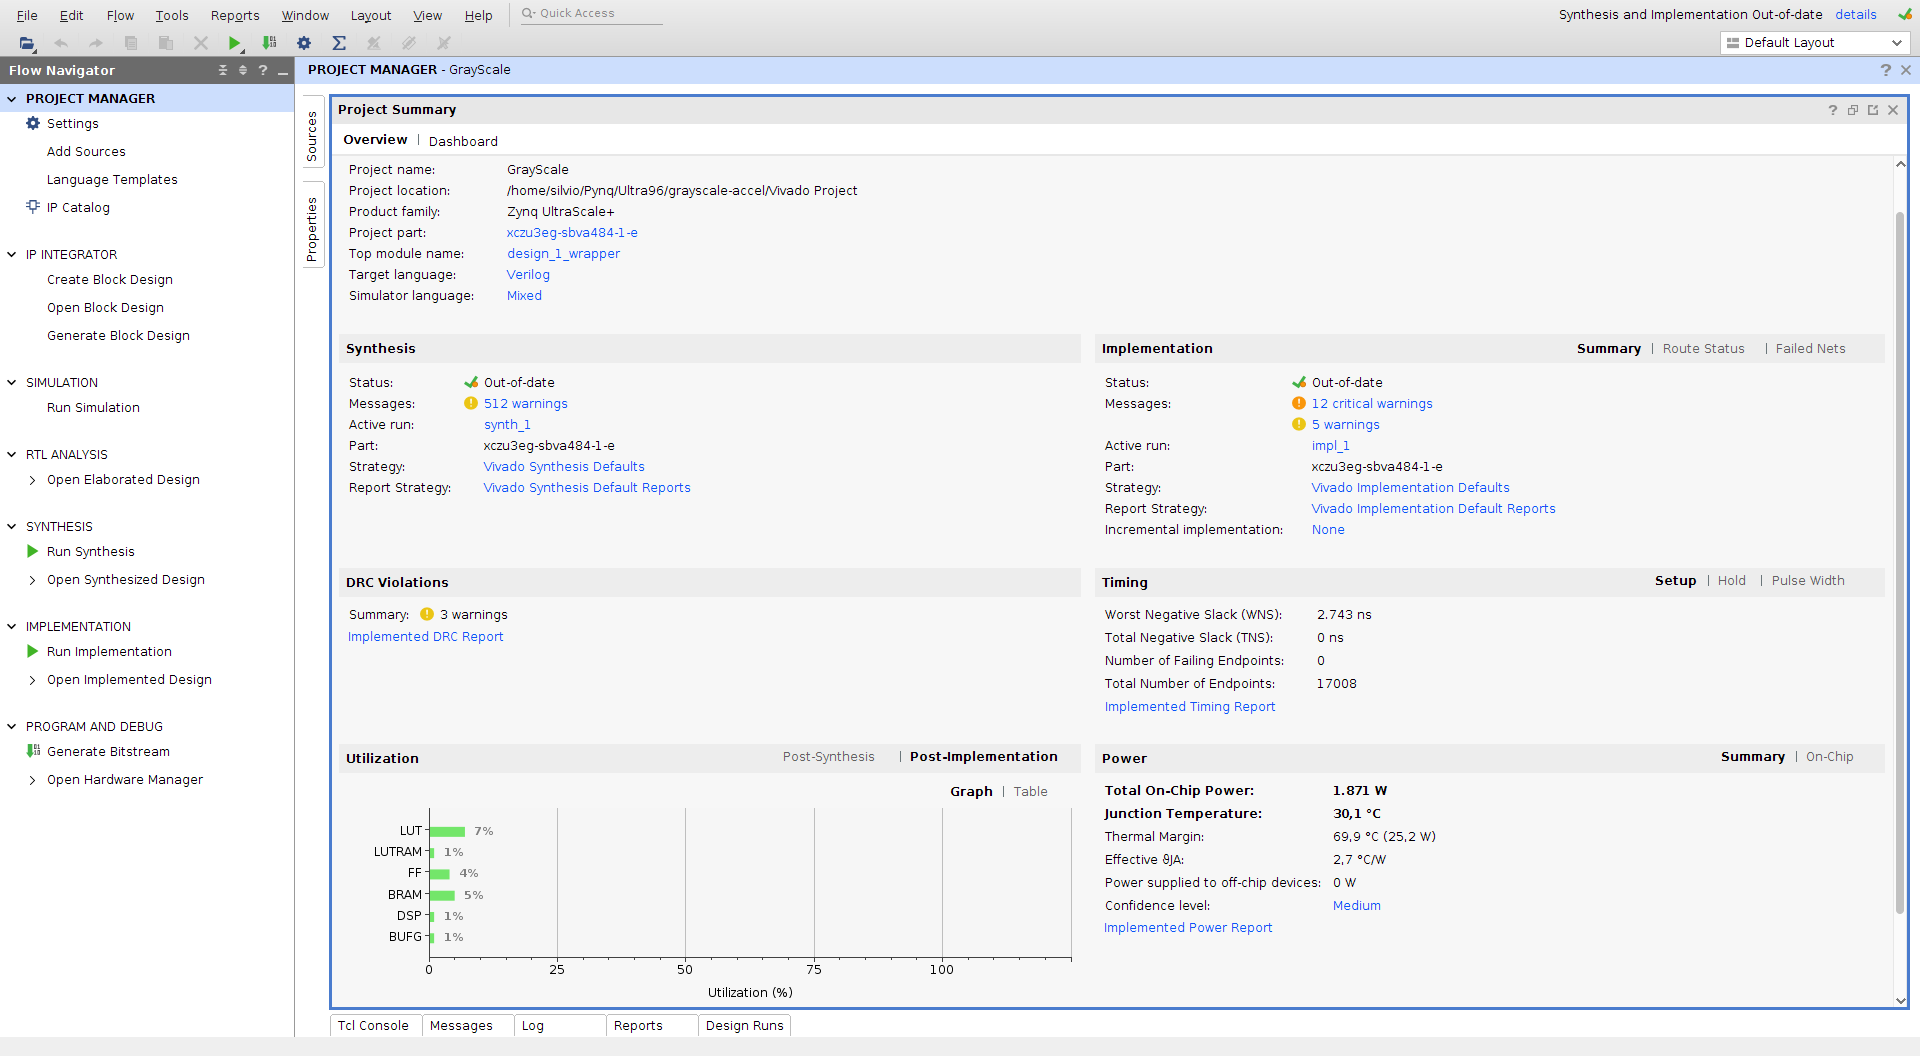 File Edit Flow Tools Reports Window Layout View Help Quick Access
Synthesis and Implementation Out-of-date details
Default Layout
Flow Navigator
PROJECT MANAGER
Settings
Add Sources
Language Templates
IP Catalog
IP INTEGRATOR
Create Block Design
Open Block Design
Generate Block Design
SIMULATION
Run Simulation
RTL ANALYSIS
Open Elaborated Design
SYNTHESIS
Run Synthesis
Open Synthesized Design
IMPLEMENTATION
Run Implementation
Open Implemented Design
PROGRAM AND DEBUG
Generate Bitstream
Open Hardware Manager
PROJECT MANAGER - GrayScale
Sources
Properties
Project Summary
Overview | Dashboard
Project name: GrayScale
Project location: /home/silvio/Pynq/Ultra96/grayscale-accel/Vivado Project
Product family: Zynq UltraScale+
Project part: xczu3eg-sbva484-1-e
Top module name: design_1_wrapper
Target language: Verilog
Simulator language: Mixed
Synthesis
Status: Out-of-date
Messages: 512 warnings
Active run: synth_1
Part: xczu3eg-sbva484-1-e
Strategy: Vivado Synthesis Defaults
Report Strategy: Vivado Synthesis Default Reports
Implementation Summary | Route Status | Failed Nets
Status: Out-of-date
Messages: 12 critical warnings
5 warnings
Active run: impl_1
Part: xczu3eg-sbva484-1-e
Strategy: Vivado Implementation Defaults
Report Strategy: Vivado Implementation Default Reports
Incremental implementation: None
DRC Violations
Summary: 3 warnings
Implemented DRC Report
Timing Setup | Hold | Pulse Width
Worst Negative Slack (WNS): 2.743 ns
Total Negative Slack (TNS): 0 ns
Number of Failing Endpoints: 0
Total Number of Endpoints: 17008
Implemented Timing Report
Utilization Post-Synthesis | Post-Implementation
Graph | Table
LUT 7%
LUTRAM 1%
FF 4%
BRAM 5%
DSP 1%
BUFG 1%
0 25 50 75 100
Utilization (%)
Power Summary | On-Chip
Total On-Chip Power: 1.871 W
Junction Temperature: 30,1 °C
Thermal Margin: 69,9 °C (25,2 W)
Effective ϑJA: 2,7 °C/W
Power supplied to off-chip devices: 0 W
Confidence level: Medium
Implemented Power Report
Tcl Console Messages Log Reports Design Runs